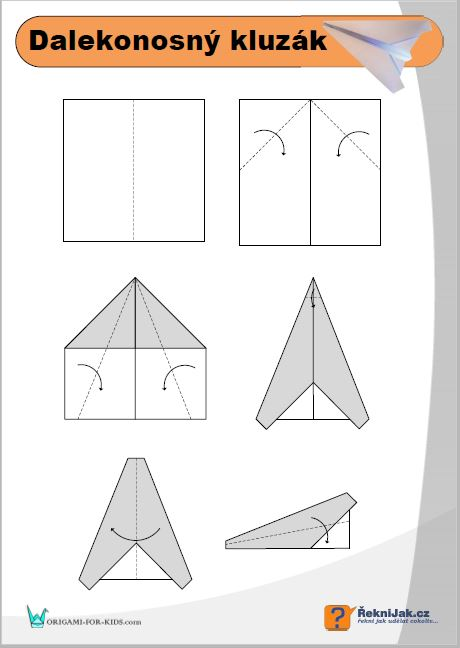 Dalekonosný kluzák
ORIGAMI-FOR-KIDS.com
?
ŘekniJak.cz
řekni jak udělat cokoliv...